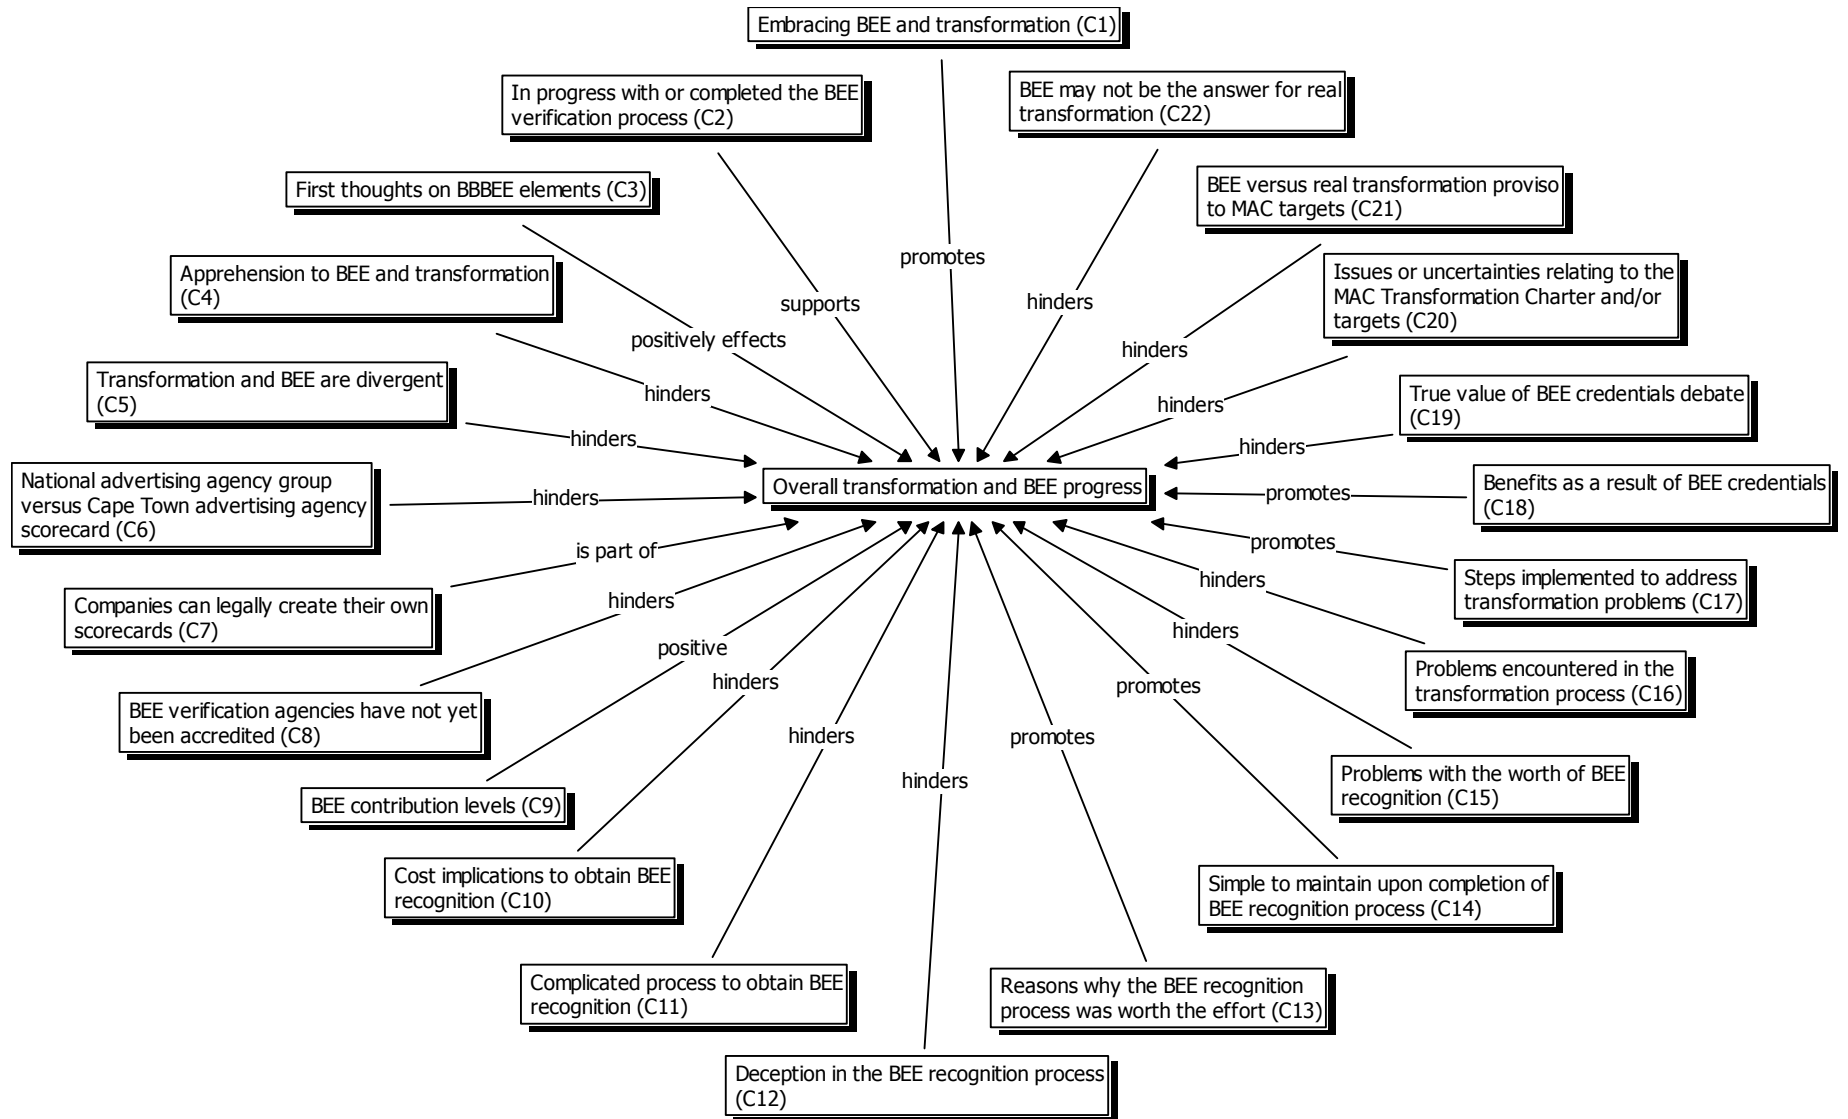 Embracing BEE and transformation (C1)
In progress with or completed the BEE
verification process (C2)
BEE may not be the answer for real
transformation (C22)
First thoughts on BBBEE elements (C3)
BEE versus real transformation proviso
to MAC targets (C21)
Apprehension to BEE and transformation
(C4)
promotes
Issues or uncertainties relating to the
MAC Transformation Charter and/or
targets (C20)
supports
hinders
positively effects
hinders
Transformation and BEE are divergent
(C5)
hinders
hinders
True value of BEE credentials debate
(C19)
hinders
hinders
National advertising agency group
versus Cape Town advertising agency
scorecard (C6)
hinders
Overall transformation and BEE progress
promotes
Benefits as a result of BEE credentials
(C18)
is part of
promotes
Companies can legally create their own
scorecards (C7)
hinders
hinders
Steps implemented to address
transformation problems (C17)
positive
hinders
BEE verification agencies have not yet
been accredited (C8)
hinders
promotes
Problems encountered in the
transformation process (C16)
hinders
promotes
hinders
BEE contribution levels (C9)
Problems with the worth of BEE
recognition (C15)
Cost implications to obtain BEE
recognition (C10)
Simple to maintain upon completion of
BEE recognition process (C14)
Complicated process to obtain BEE
recognition (C11)
Reasons why the BEE recognition
process was worth the effort (C13)
Deception in the BEE recognition process
(C12)